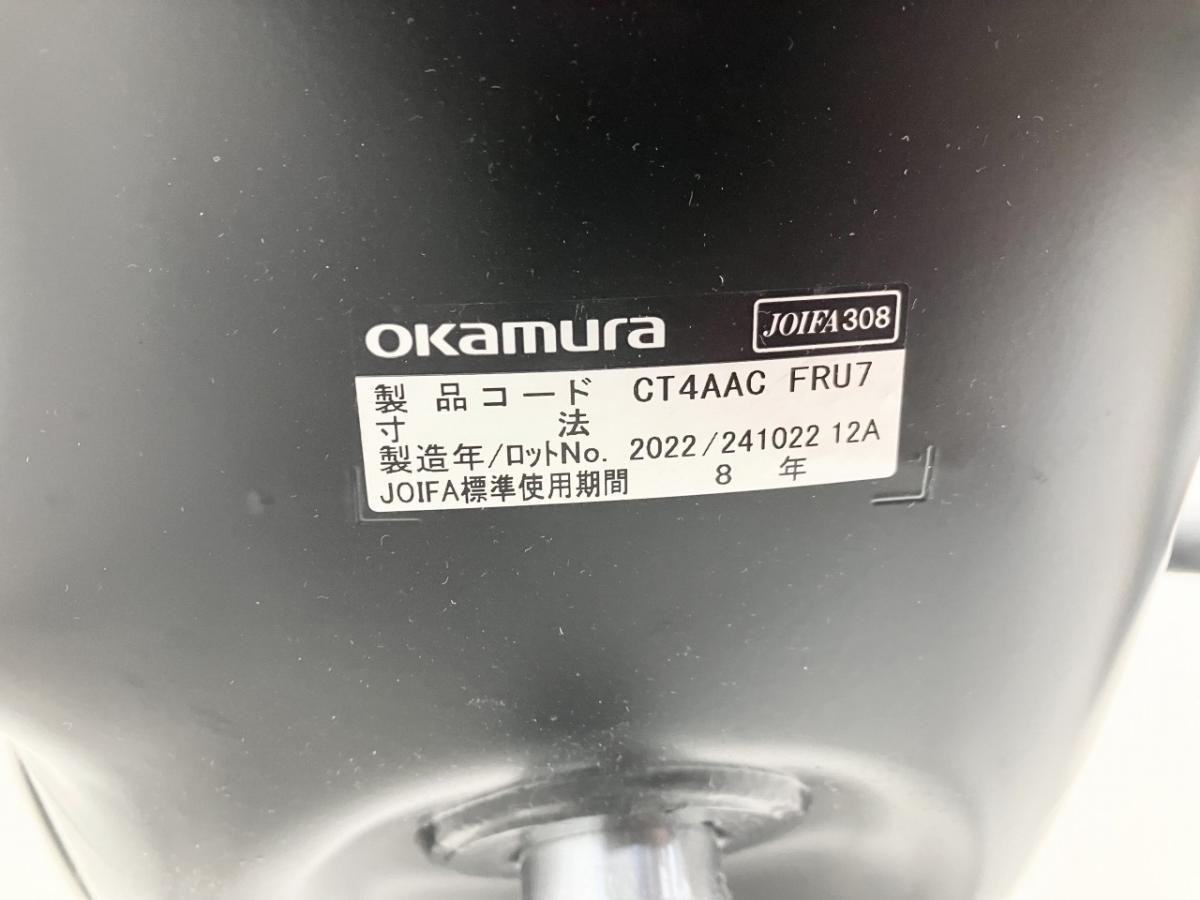 okamura JOIFA308
製品コード CT4AAC FRU7
寸法
製造年/ロットNo. 2022/241022 12A
JOIFA標準使用期間 8 年